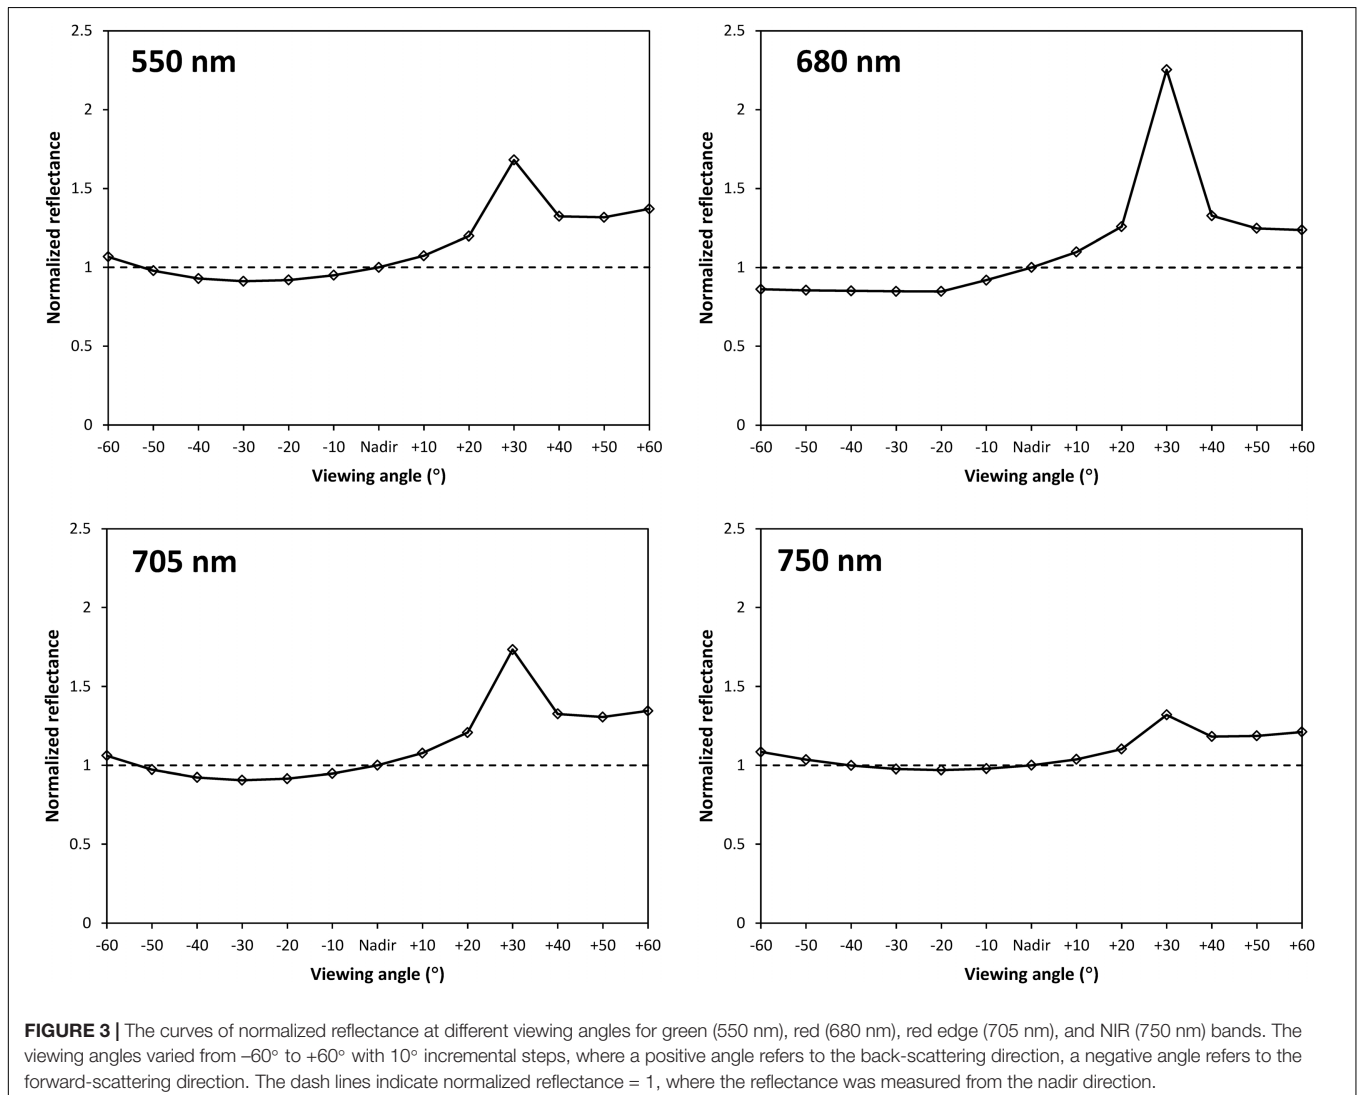 2.5
550 nm
2
1.5
1
0.5
0
Normalized reflectance
-60 -50 -40 -30 -20 -10 Nadir +10 +20 +30 +40 +50 +60
Viewing angle (°)
2.5
680 nm
2
1.5
1
0.5
0
Normalized reflectance
-60 -50 -40 -30 -20 -10 Nadir +10 +20 +30 +40 +50 +60
Viewing angle (°)
2.5
705 nm
2
1.5
1
0.5
0
Normalized reflectance
-60 -50 -40 -30 -20 -10 Nadir +10 +20 +30 +40 +50 +60
Viewing angle (°)
2.5
750 nm
2
1.5
1
0.5
0
Normalized reflectance
-60 -50 -40 -30 -20 -10 Nadir +10 +20 +30 +40 +50 +60
Viewing angle (°)
FIGURE 3 | The curves of normalized reflectance at different viewing angles for green (550 nm), red (680 nm), red edge (705 nm), and NIR (750 nm) bands. The
viewing angles varied from –60° to +60° with 10° incremental steps, where a positive angle refers to the back-scattering direction, a negative angle refers to the
forward-scattering direction. The dash lines indicate normalized reflectance = 1, where the reflectance was measured from the nadir direction.